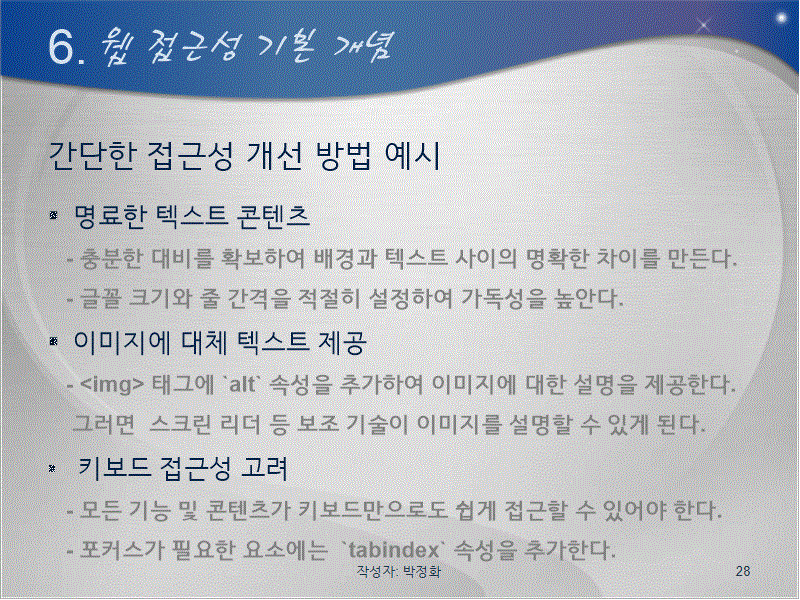 6. 웹 접근성 기본 개념
간단한 접근성 개선 방법 예시
명료한 텍스트 콘텐츠
- 충분한 대비를 확보하여 배경과 텍스트 사이의 명확한 차이를 만든다.
- 글꼴 크기와 줄 간격을 적절히 설정하여 가독성을 높안다.
이미지에 대체 텍스트 제공
- <img> 태그에 `alt` 속성을 추가하여 이미지에 대한 설명을 제공한다.
그러면 스크린 리더 등 보조 기술이 이미지를 설명할 수 있게 된다.
키보드 접근성 고려
- 모든 기능 및 콘텐츠가 키보드만으로도 쉽게 접근할 수 있어야 한다.
- 포커스가 필요한 요소에는 `tabindex` 속성을 추가한다.
작성자: 박정화
28